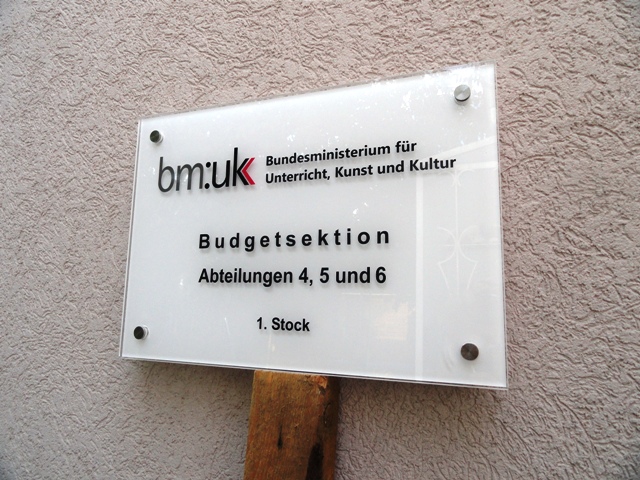 bm:uk Bundesministerium für
Unterricht, Kunst und Kultur
Budgetsektion
Abteilungen 4, 5 und 6
1. Stock